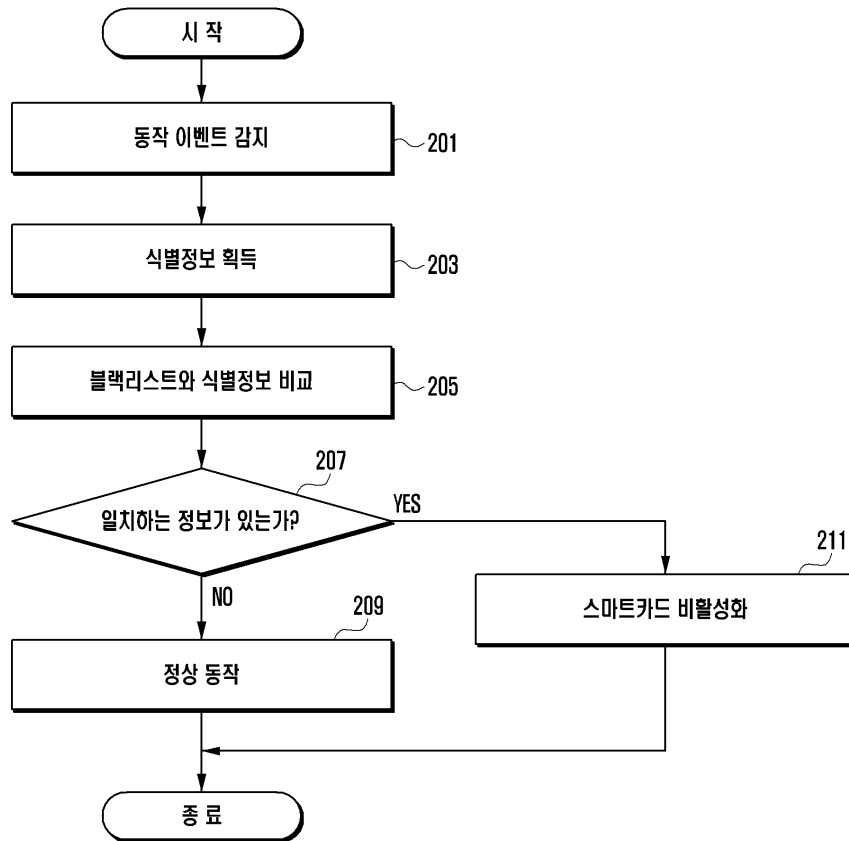 시 작
동작 이벤트 감지
201
식별정보 획득
203
블랙리스트와 식별정보 비교
205
207
일치하는 정보가 있는가?
YES
NO
211
스마트카드 비활성화
209
정상 동작
종 료